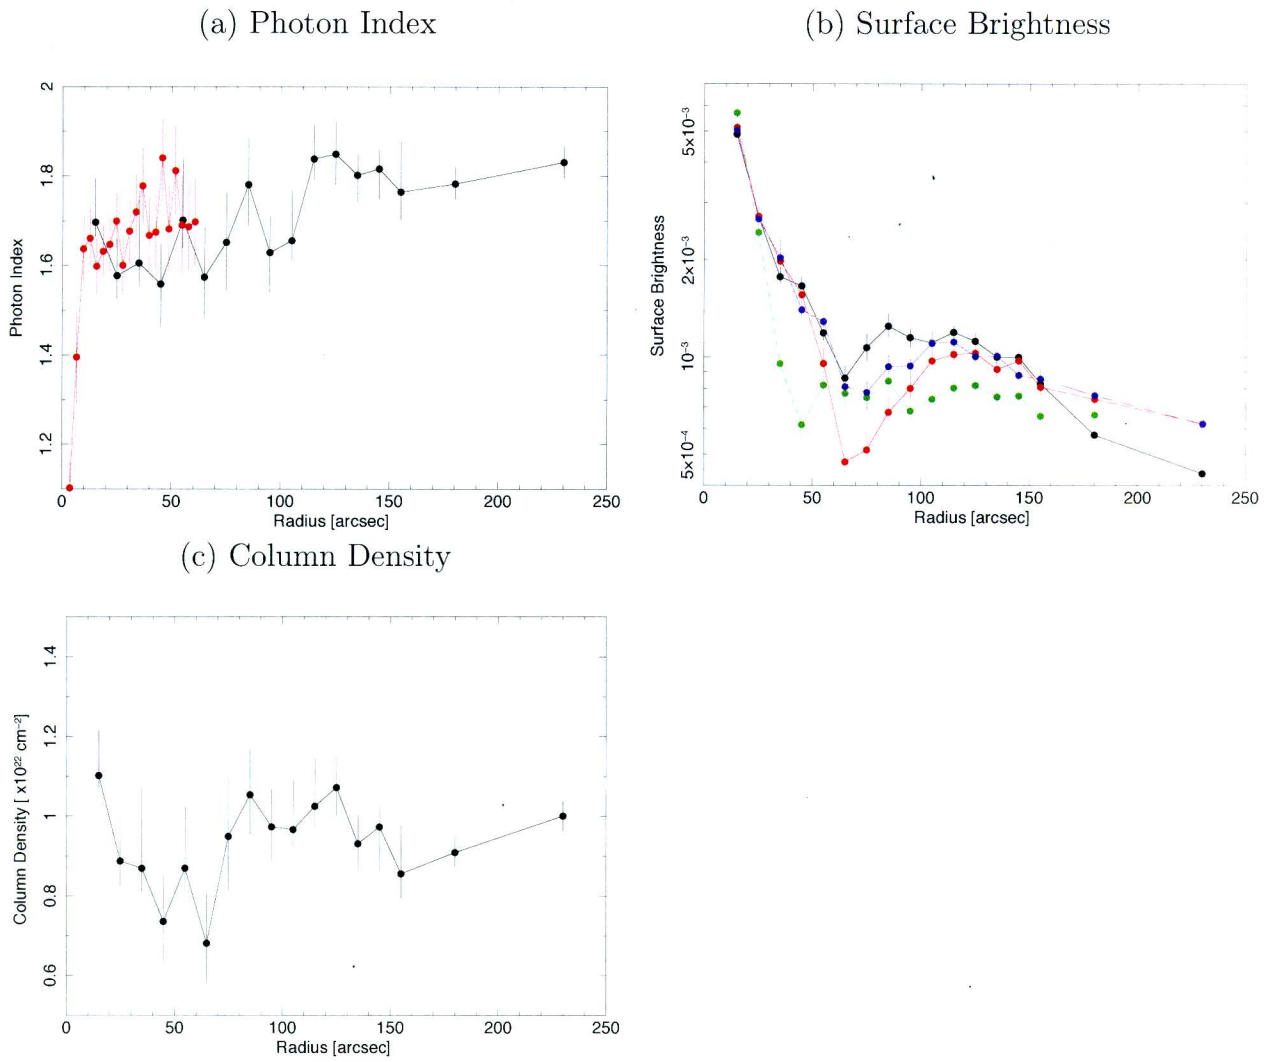 (a) Photon Index
(b) Surface Brightness
2
1.8
1.6
1.4
1.2
Photon Index
0 50 100 150 200 250
Radius [arcsec]
5×10⁻³
2×10⁻³
10⁻³
5×10⁻⁴
Surface Brightness
0 50 100 150 200 250
Radius [arcsec]
(c) Column Density
1.4
1.2
1
0.8
0.6
Column Density [ x10²² cm⁻²]
0 50 100 150 200 250
Radius [arcsec]